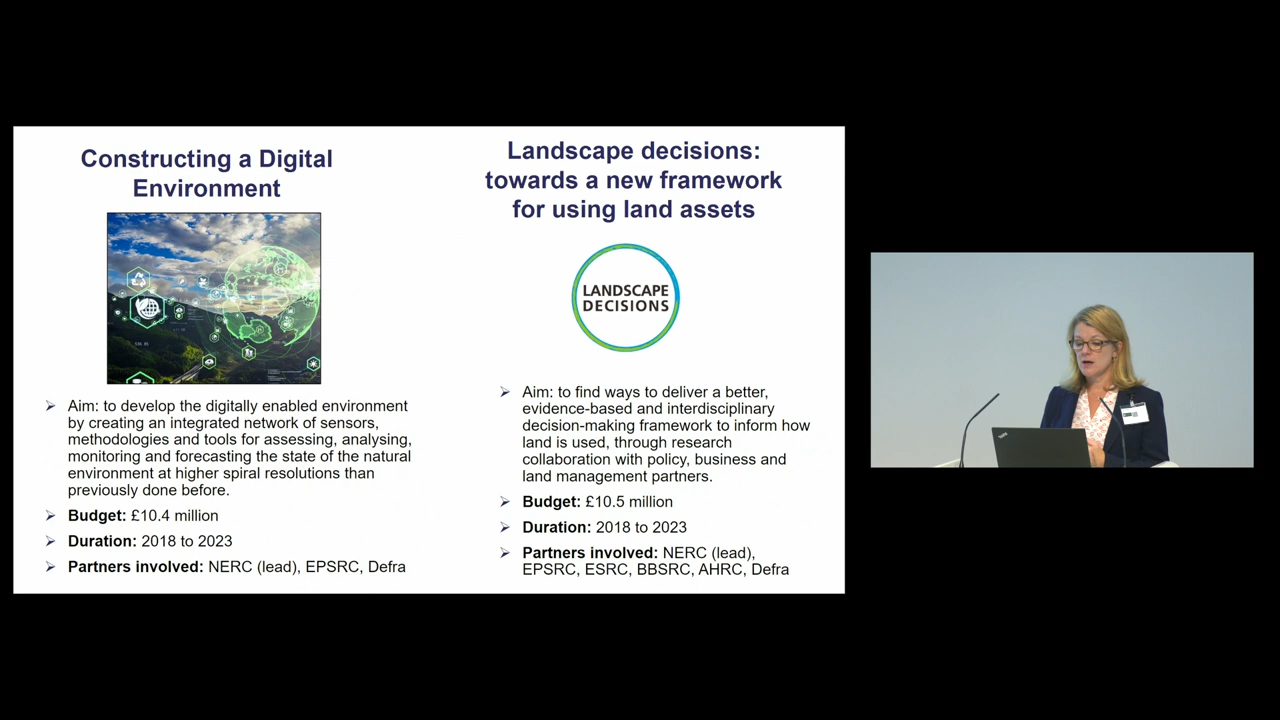 Constructing a Digital
Environment
Aim: to develop the digitally enabled environment
by creating an integrated network of sensors,
methodologies and tools for assessing, analysing,
monitoring and forecasting the state of the natural
environment at higher spiral resolutions than
previously done before.
Budget: £10.4 million
Duration: 2018 to 2023
Partners involved: NERC (lead), EPSRC, Defra
Landscape decisions:
towards a new framework
for using land assets
LANDSCAPE
DECISIONS
Aim: to find ways to deliver a better,
evidence-based and interdisciplinary
decision-making framework to inform how
land is used, through research
collaboration with policy, business and
land management partners.
Budget: £10.5 million
Duration: 2018 to 2023
Partners involved: NERC (lead),
EPSRC, ESRC, BBSRC, AHRC, Defra